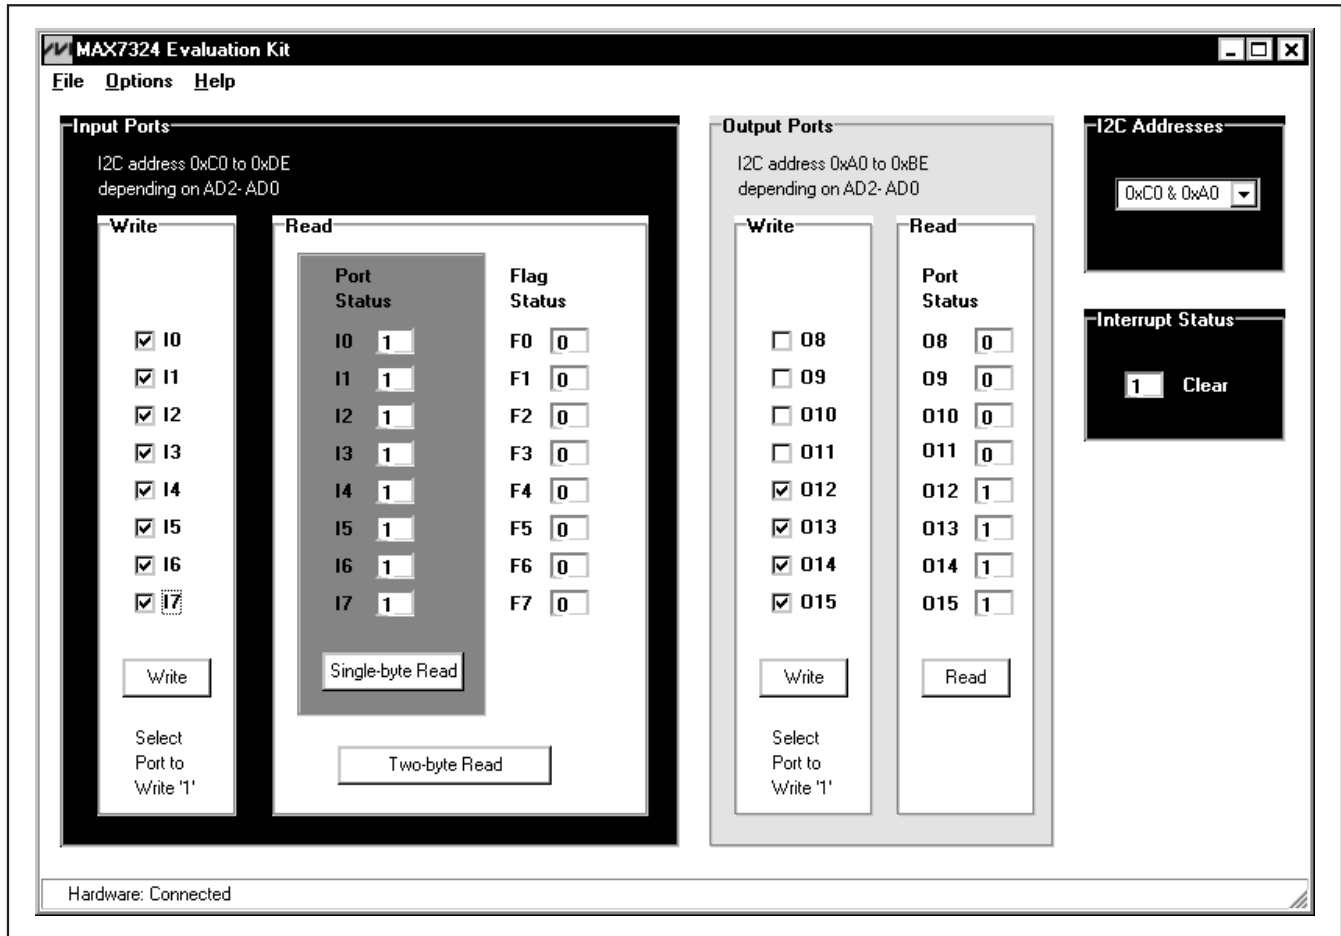 MAX7324 Evaluation Kit
File Options Help
Input Ports
I2C address 0xC0 to 0xDE
depending on AD2- AD0
Write
I0
I1
I2
I3
I4
I5
I6
I7
Write
Select
Port to
Write '1'
Read
Port
Status
I0 1
I1 1
I2 1
I3 1
I4 1
I5 1
I6 1
I7 1
Single-byte Read
Flag
Status
F0 0
F1 0
F2 0
F3 0
F4 0
F5 0
F6 0
F7 0
Two-byte Read
Output Ports
I2C address 0xA0 to 0xBE
depending on AD2- AD0
Write
O8
O9
O10
O11
O12
O13
O14
O15
Write
Select
Port to
Write '1'
Read
Port
Status
O8 0
O9 0
O10 0
O11 0
O12 1
O13 1
O14 1
O15 1
Read
I2C Addresses
0xC0 & 0xA0
Interrupt Status
1 Clear
Hardware: Connected